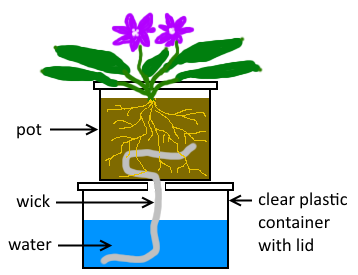 pot
wick
water
clear plastic
container
with lid